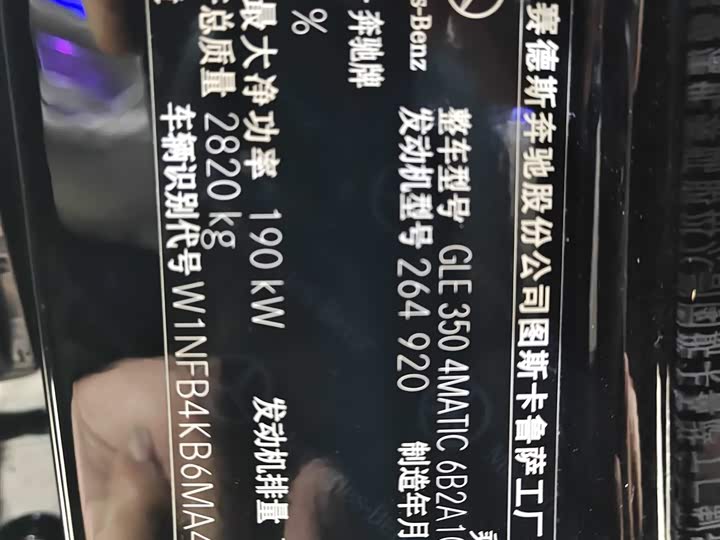 赛德斯奔驰股份公司图斯卡鲁萨工厂
s-Benz
奔驰牌
整车型号 GLE 350 4MATIC 6B2A1
发动机型号 264 920
制造年月
%
最大净功率 190 kW
发动机排量
总质量 2820 kg
车辆识别代号 W1NFB4KB6MA4